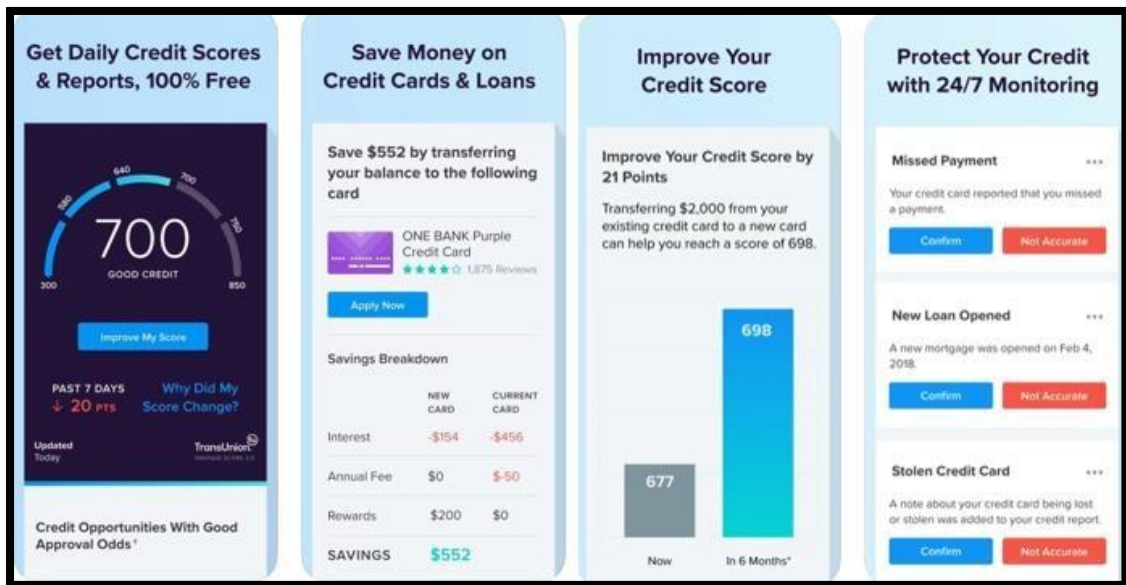 Get Daily Credit Scores
& Reports, 100% Free
580
640
700
750
700
GOOD CREDIT
300
850
Improve My Score
PAST 7 DAYS
↓ 20 PTS
Why Did My
Score Change?
Updated
Today
TransUnion
Credit Opportunities With Good
Approval Odds†
Save Money on
Credit Cards & Loans
Save $552 by transferring
your balance to the following
card
ONE BANK Purple
Credit Card
1,875 Reviews
Apply Now
Savings Breakdown
NEW
CARD
CURRENT
CARD
Interest -$154 -$456
Annual Fee $0 $-50
Rewards $200 $0
SAVINGS $552
Improve Your
Credit Score
Improve Your Credit Score by
21 Points
Transferring $2,000 from your
existing credit card to a new card
can help you reach a score of 698.
698
677
Now In 6 Months*
Protect Your Credit
with 24/7 Monitoring
Missed Payment
Your credit card reported that you missed
a payment.
Confirm Not Accurate
New Loan Opened
A new mortgage was opened on Feb 4,
2018.
Confirm Not Accurate
Stolen Credit Card
A note about your credit card being lost
or stolen was added to your credit report.
Confirm Not Accurate